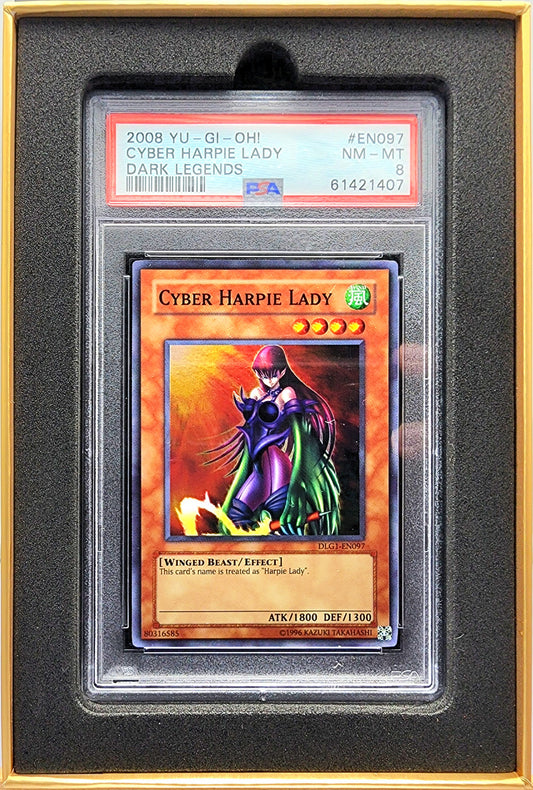 2008 YU-GI-OH! #EN097
CYBER HARPIE LADY NM-MT
DARK LEGENDS 8
PSA 61421407
CYBER HARPIE LADY 風
DLG1-EN097
[WINGED BEAST/EFFECT]
This card's name is treated as "Harpie Lady".
ATK/1800 DEF/1300
80316585 ©1996 KAZUKI TAKAHASHI